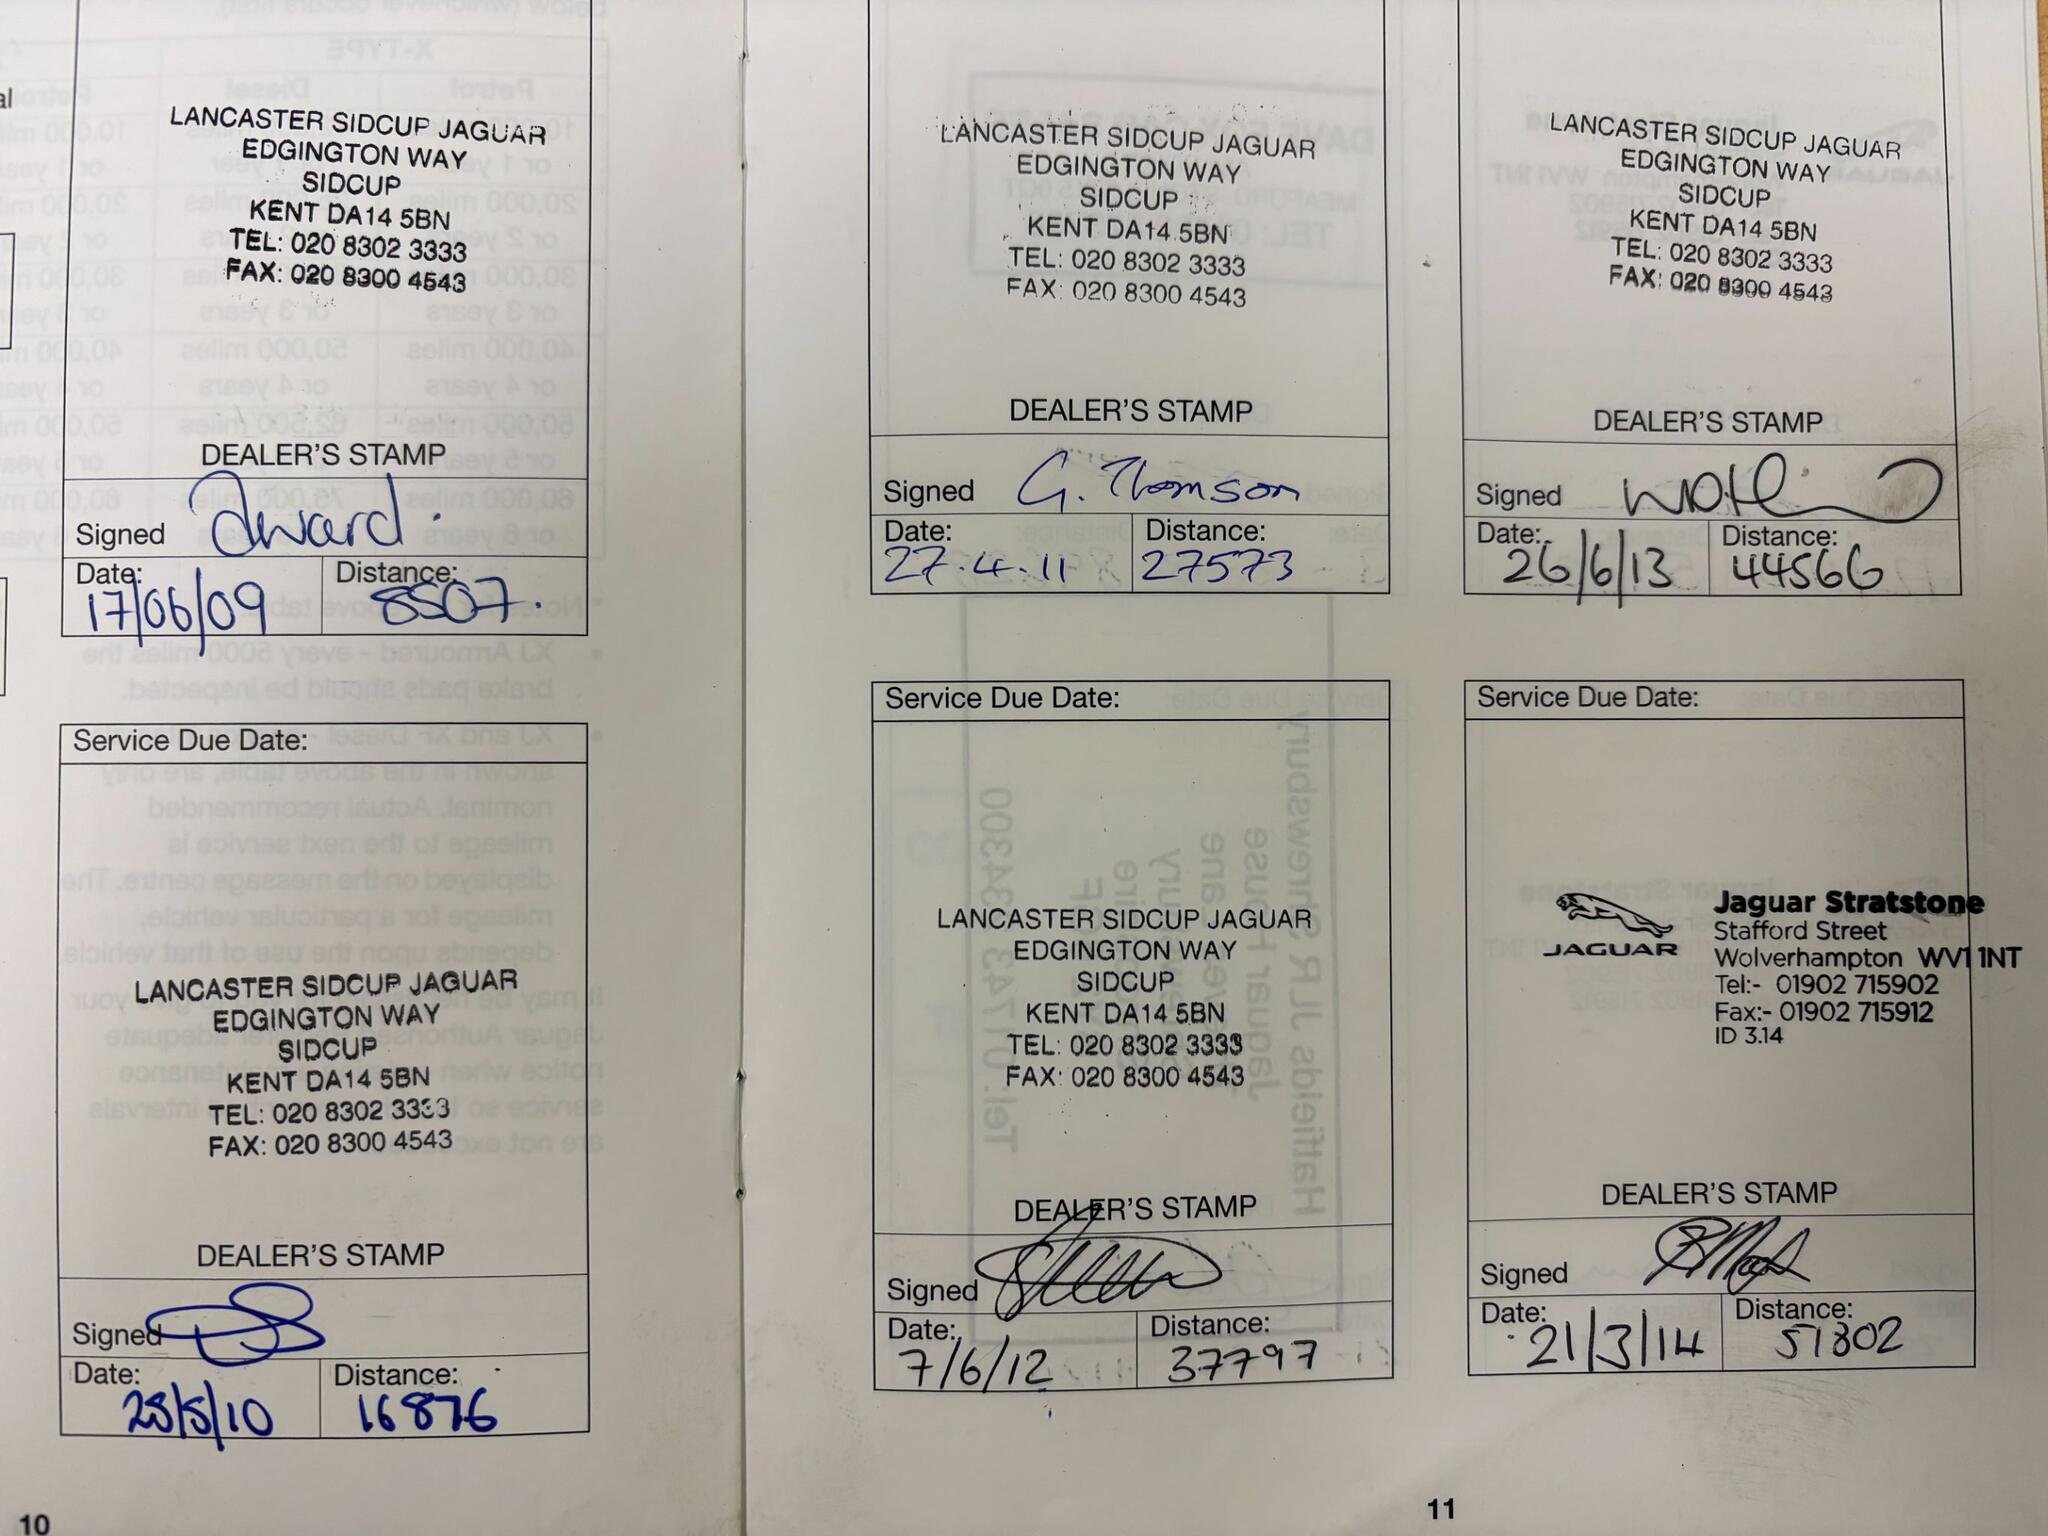 LANCASTER SIDCUP JAGUAR
EDGINGTON WAY
SIDCUP
KENT DA14 5BN
TEL: 020 8302 3333
FAX: 020 8300 4543
DEALER'S STAMP
Signed
Date: Distance:
17/06/09 8507.
Service Due Date:
LANCASTER SIDCUP JAGUAR
EDGINGTON WAY
SIDCUP
KENT DA14 5BN
TEL: 020 8302 3333
FAX: 020 8300 4543
DEALER'S STAMP
Signed
Date: Distance:
16876
10
LANCASTER SIDCUP JAGUAR
EDGINGTON WAY
SIDCUP
KENT DA14 5BN
TEL: 020 8302 3333
FAX: 020 8300 4543
DEALER'S STAMP
Signed G. Thomson
Date: Distance:
27.4.11 27573
Service Due Date:
LANCASTER SIDCUP JAGUAR
EDGINGTON WAY
SIDCUP
KENT DA14 5BN
TEL: 020 8302 3333
FAX: 020 8300 4543
DEALER'S STAMP
Signed
Date: Distance:
7/6/12 37797
LANCASTER SIDCUP JAGUAR
EDGINGTON WAY
SIDCUP
KENT DA14 5BN
TEL: 020 8302 3333
FAX: 020 8300 4543
DEALER'S STAMP
Signed
Date: Distance:
26/6/13 44566
Service Due Date:
JAGUAR
Jaguar Stratstone
Stafford Street
Wolverhampton WV1 1NT
Tel:- 01902 715902
Fax:- 01902 715912
ID 3.14
DEALER'S STAMP
Signed
Date: Distance:
21/3/14 51302
11